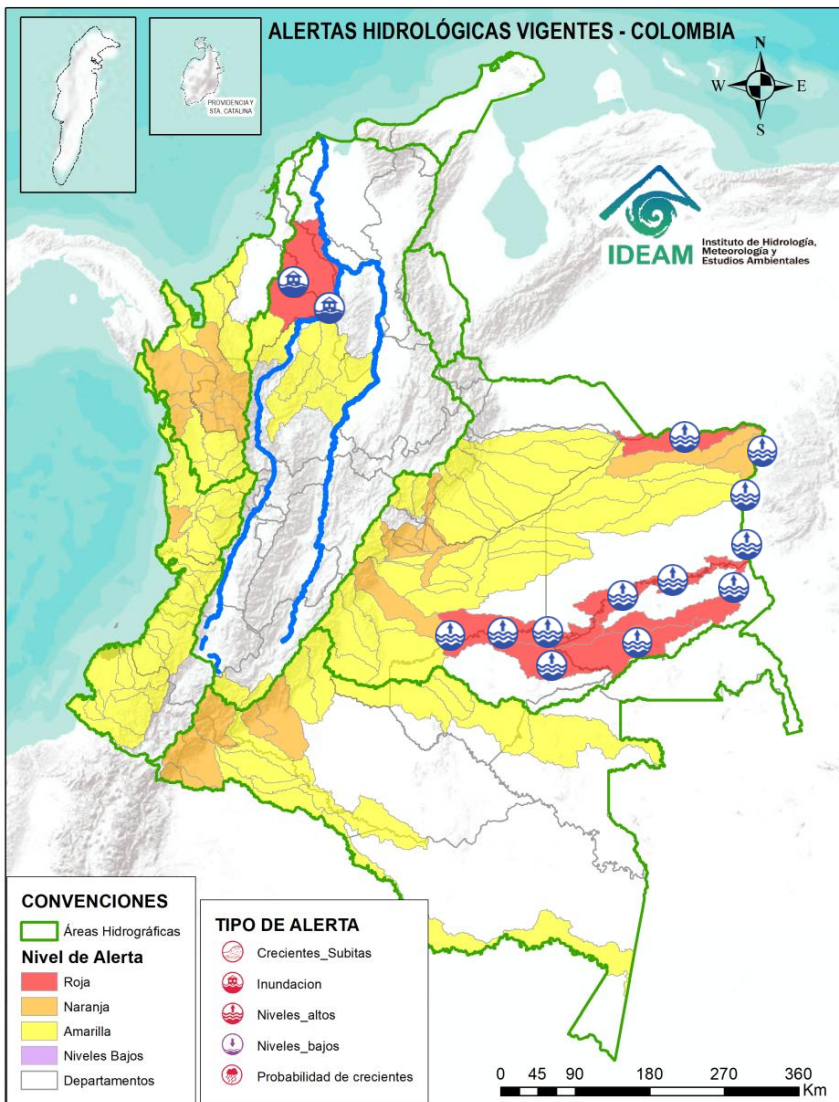 ALERTAS HIDROLÓGICAS VIGENTES - COLOMBIA
PROVIDENCIA Y
STA. CATALINA
N
W
E
S
IDEAM
Instituto de Hidrología,
Meteorología y
Estudios Ambientales
CONVENCIONES
Áreas Hidrográficas
Nivel de Alerta
Roja
Naranja
Amarilla
Niveles Bajos
Departamentos
TIPO DE ALERTA
Crecientes_Subitas
Inundacion
Niveles_altos
Niveles_bajos
Probabilidad de crecientes
0 45 90 180 270 360
Km